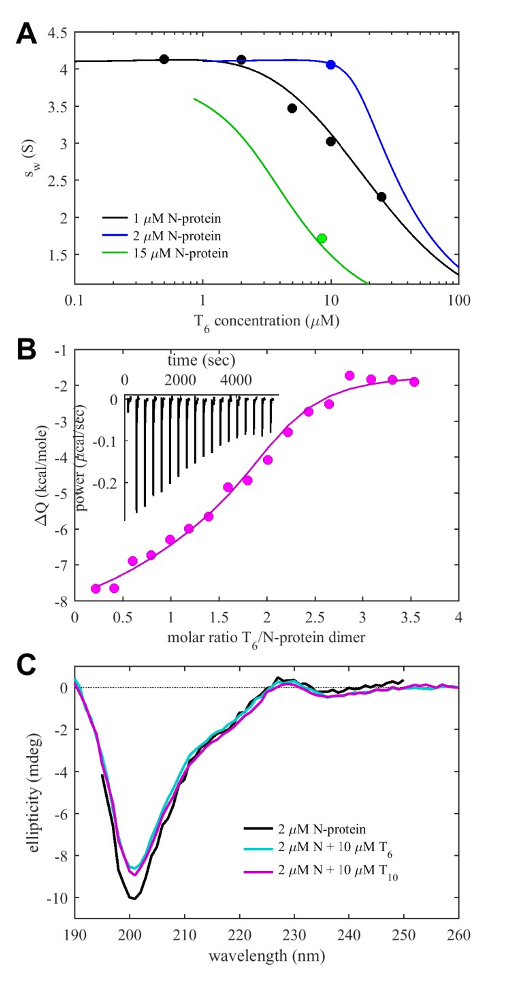 A
4.5
4
3.5
3
2.5
2
1.5
s_w (S)
1 μM N-protein
2 μM N-protein
15 μM N-protein
0.1 1 10 100
T_6 concentration (μM)
B
time (sec)
0 2000 4000
0
-0.1
-0.2
power (μcal/sec)
-1
-2
-3
-4
-5
-6
-7
-8
ΔQ (kcal/mole)
0 0.5 1 1.5 2 2.5 3 3.5 4
molar ratio T_6/N-protein dimer
C
0
-2
-4
-6
-8
-10
ellipticity (mdeg)
2 μM N-protein
2 μM N + 10 μM T_6
2 μM N + 10 μM T_10
190 200 210 220 230 240 250 260
wavelength (nm)